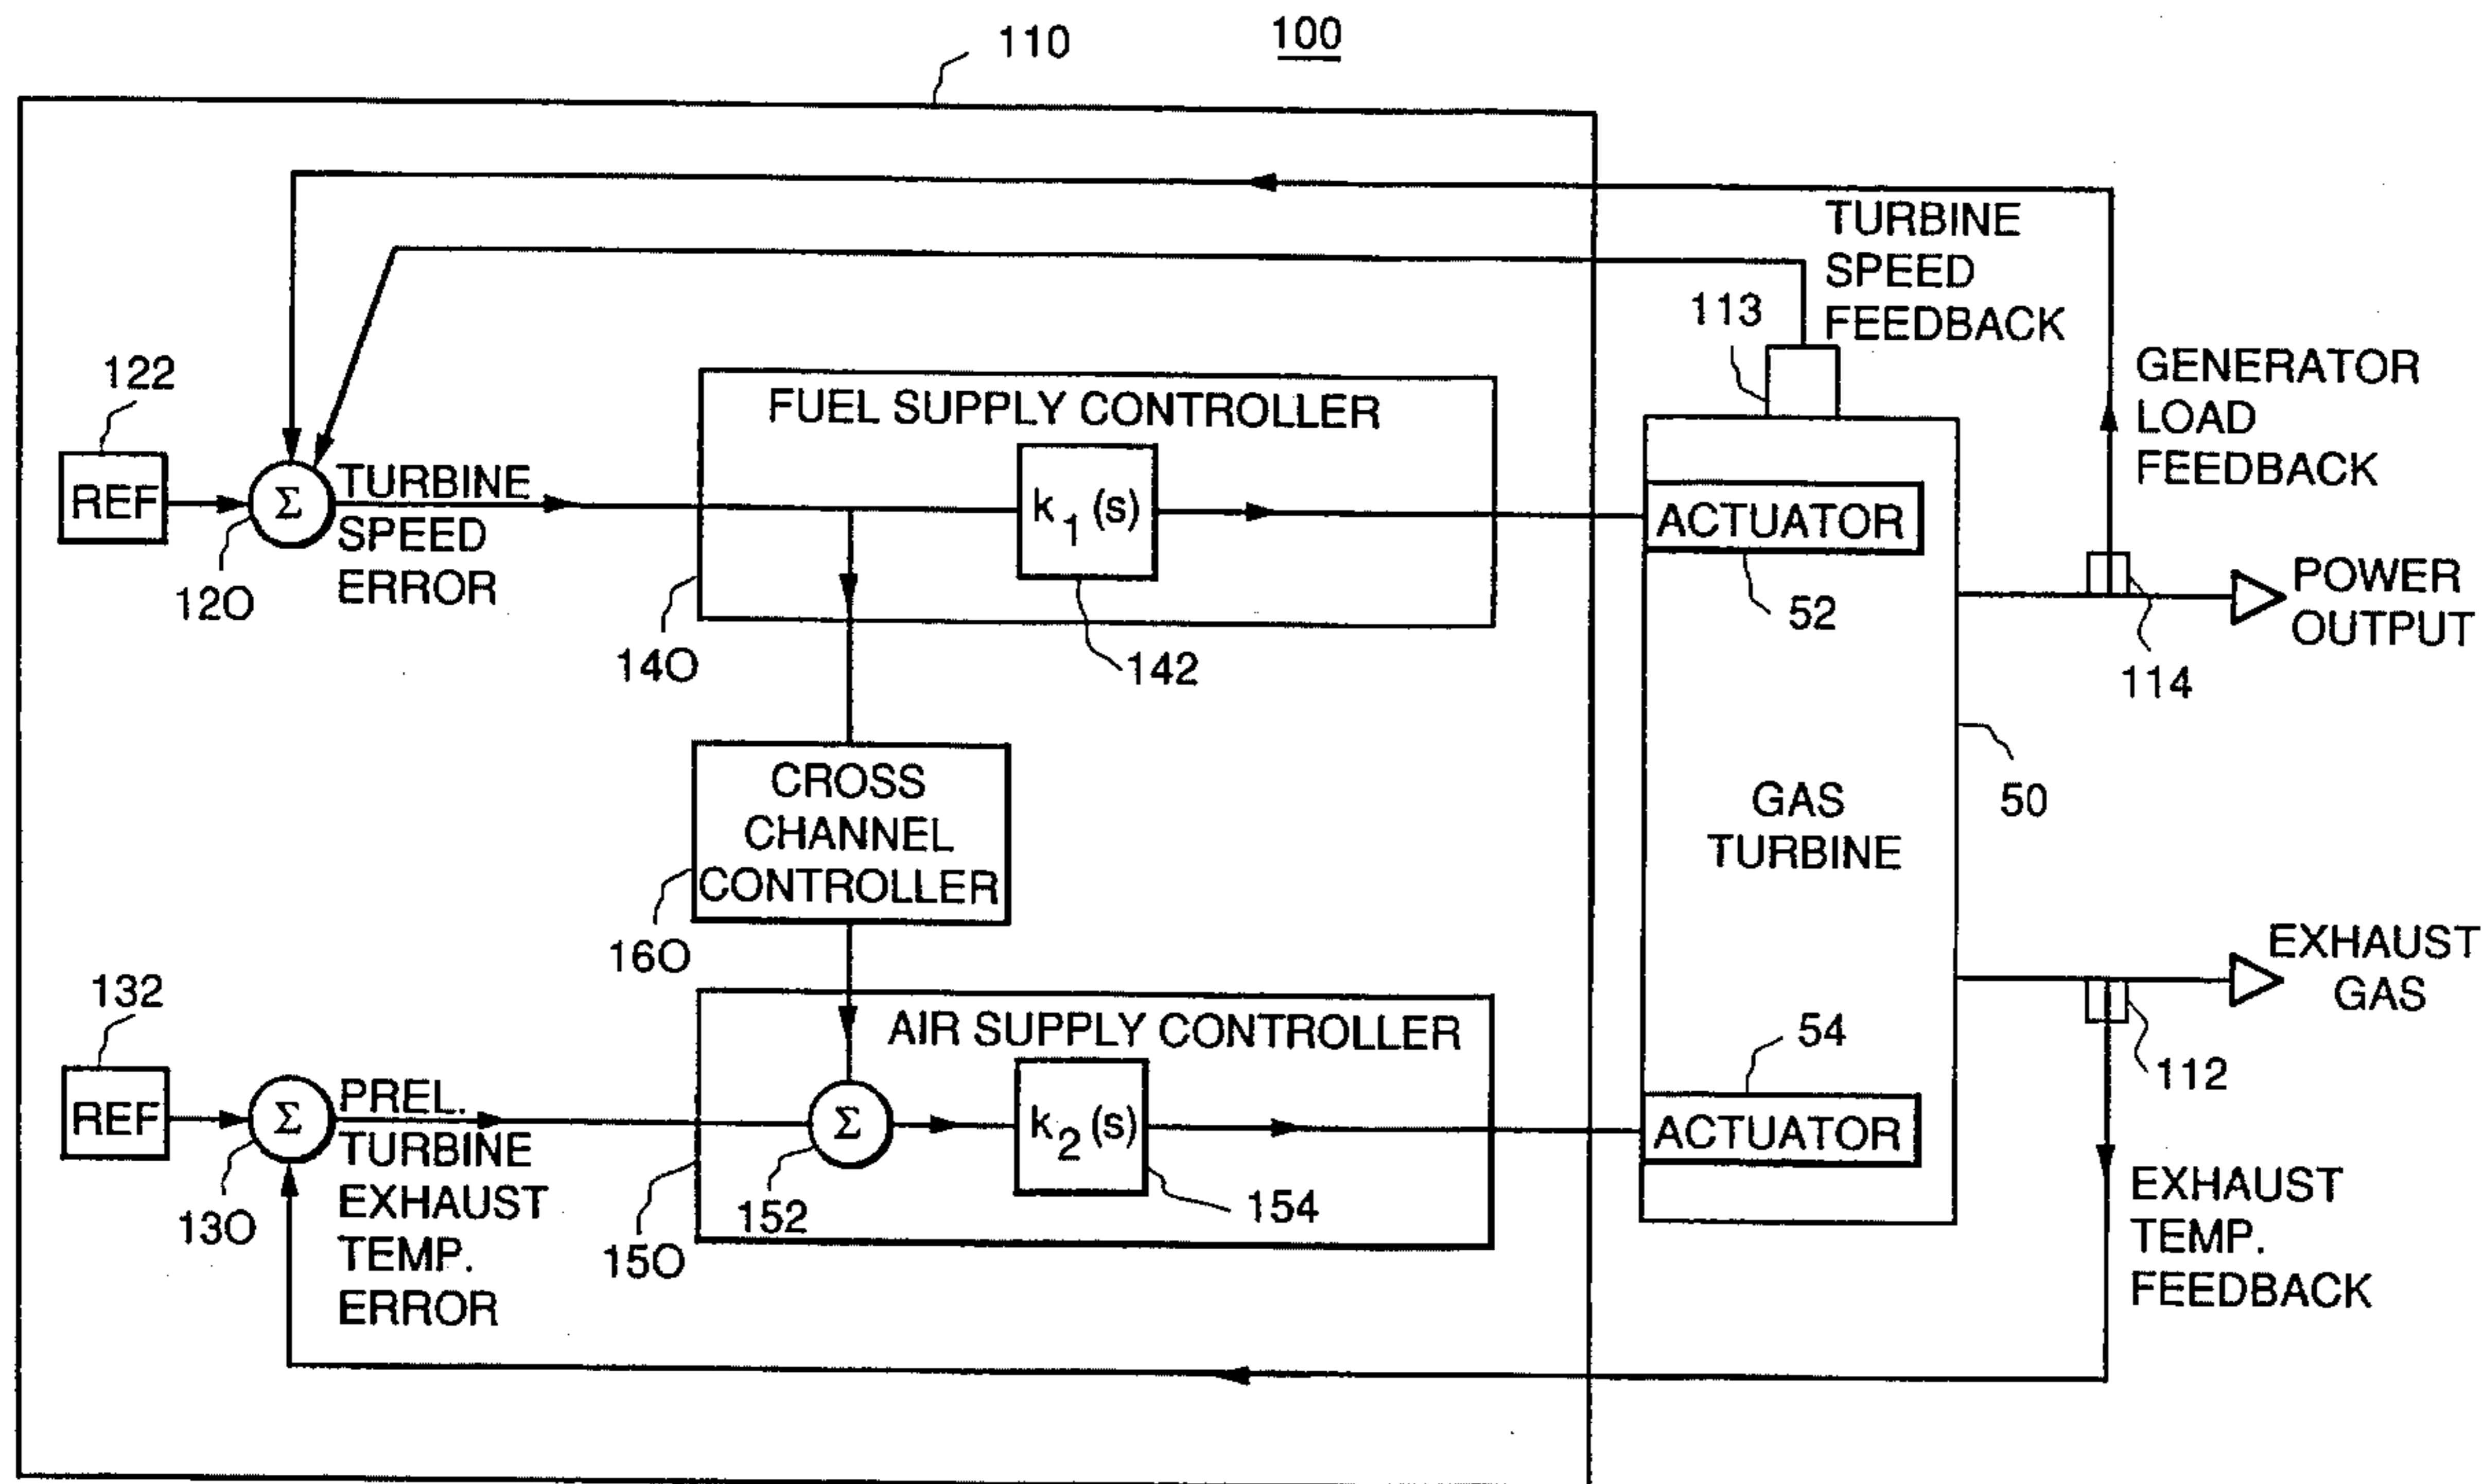 110
100
TURBINE
SPEED
FEEDBACK
113
GENERATOR
LOAD
FEEDBACK
122
FUEL SUPPLY CONTROLLER
REF
Σ
TURBINE
SPEED
ERROR
k1(s)
ACTUATOR
120
52
POWER
OUTPUT
140
142
114
CROSS
CHANNEL
CONTROLLER
GAS
TURBINE
50
160
EXHAUST
GAS
132
AIR SUPPLY CONTROLLER
54
112
REF
Σ
PREL.
TURBINE
EXHAUST
TEMP.
ERROR
Σ
k2(s)
ACTUATOR
130
152
154
150
EXHAUST
TEMP.
FEEDBACK